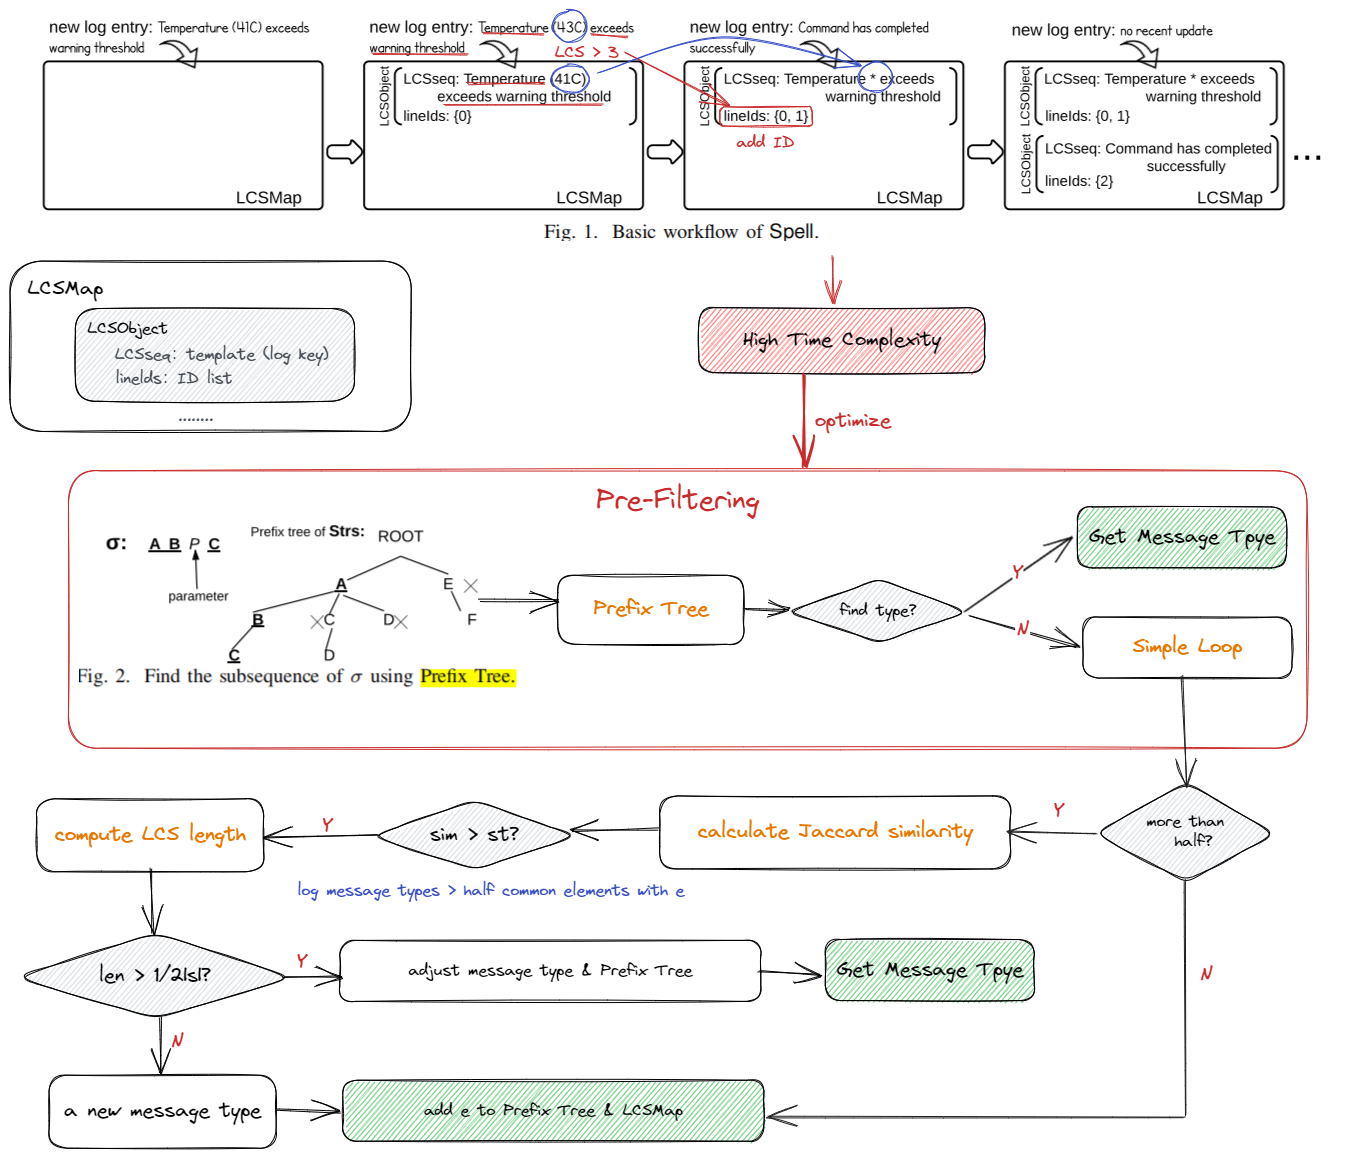 new log entry: Temperature (41C) exceeds
warning threshold
LCSMap
new log entry: Temperature (43C) exceeds
warning threshold
LCS > 3
LCSObject
LCSseq: Temperature (41C)
exceeds warning threshold
lineIds: {0}
LCSMap
new log entry: Command has completed
successfully
LCSObject
LCSseq: Temperature * exceeds
warning threshold
lineIds: {0, 1}
add ID
LCSMap
new log entry: no recent update
LCSObject
LCSseq: Temperature * exceeds
warning threshold
lineIds: {0, 1}
LCSObject
LCSseq: Command has completed
successfully
lineIds: {2}
LCSMap
...
Fig. 1. Basic workflow of Spell.
LCSMap
LCSObject
LCSseq: template (log key)
lineIds: ID list
........
High Time Complexity
optimize
Pre-Filtering
σ: A B P C
parameter
Prefix tree of Strs: ROOT
A
E
B
C
D
F
C
D
Fig. 2. Find the subsequence of σ using Prefix Tree.
Prefix Tree
find type?
Y
Get Message Tpye
N
Simple Loop
more than
half?
Y
calculate Jaccard similarity
sim > st?
Y
compute LCS length
log message types > half common elements with e
len > 1/2|s|?
Y
adjust message type & Prefix Tree
Get Message Tpye
N
N
a new message type
add e to Prefix Tree & LCSMap